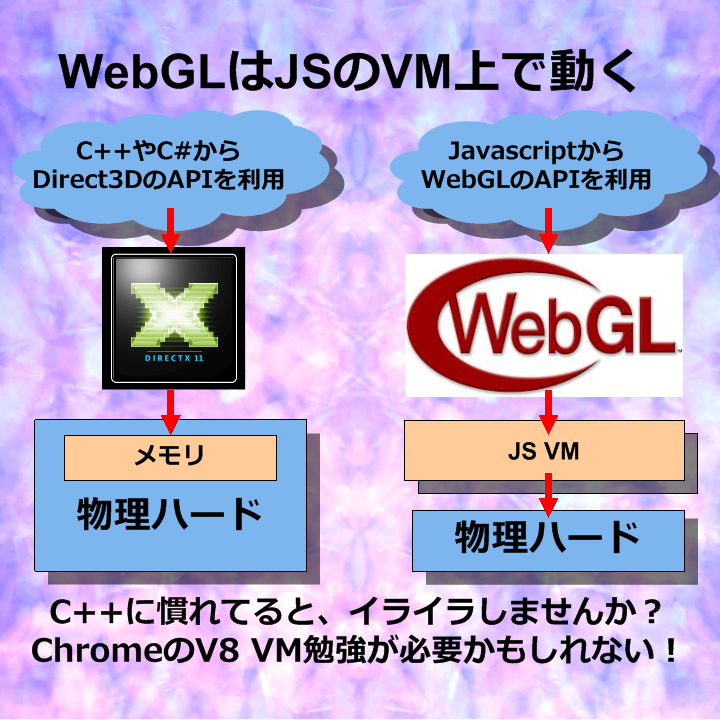 WebGLはJSのVM上で動く
C++やC#から
Direct3DのAPIを利用
Javascriptから
WebGLのAPIを利用
DIRECTX 11
WebGL™
メモリ
物理ハード
JS VM
物理ハード
C++に慣れてると、イライラしませんか？
ChromeのV8 VM勉強が必要かもしれない！